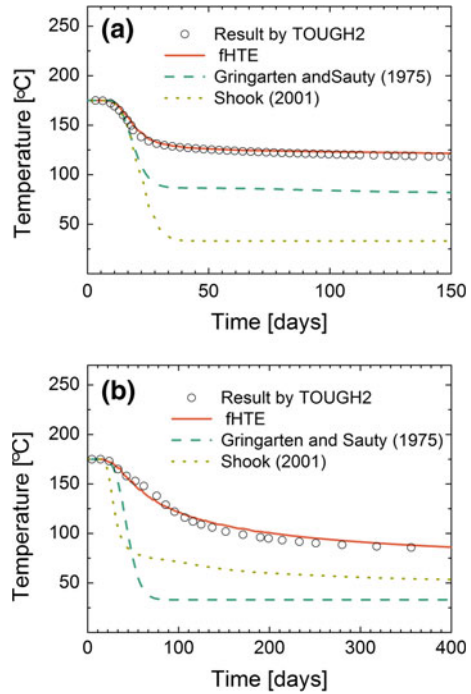 (a)
Result by TOUGH2
fHTE
Gringarten andSauty (1975)
Shook (2001)
Temperature [ºC]
250
200
150
100
50
0
50
100
150
Time [days]
(b)
Result by TOUGH2
fHTE
Gringarten and Sauty (1975)
Shook (2001)
Temperature [ºC]
250
200
150
100
50
0
100
200
300
400
Time [days]